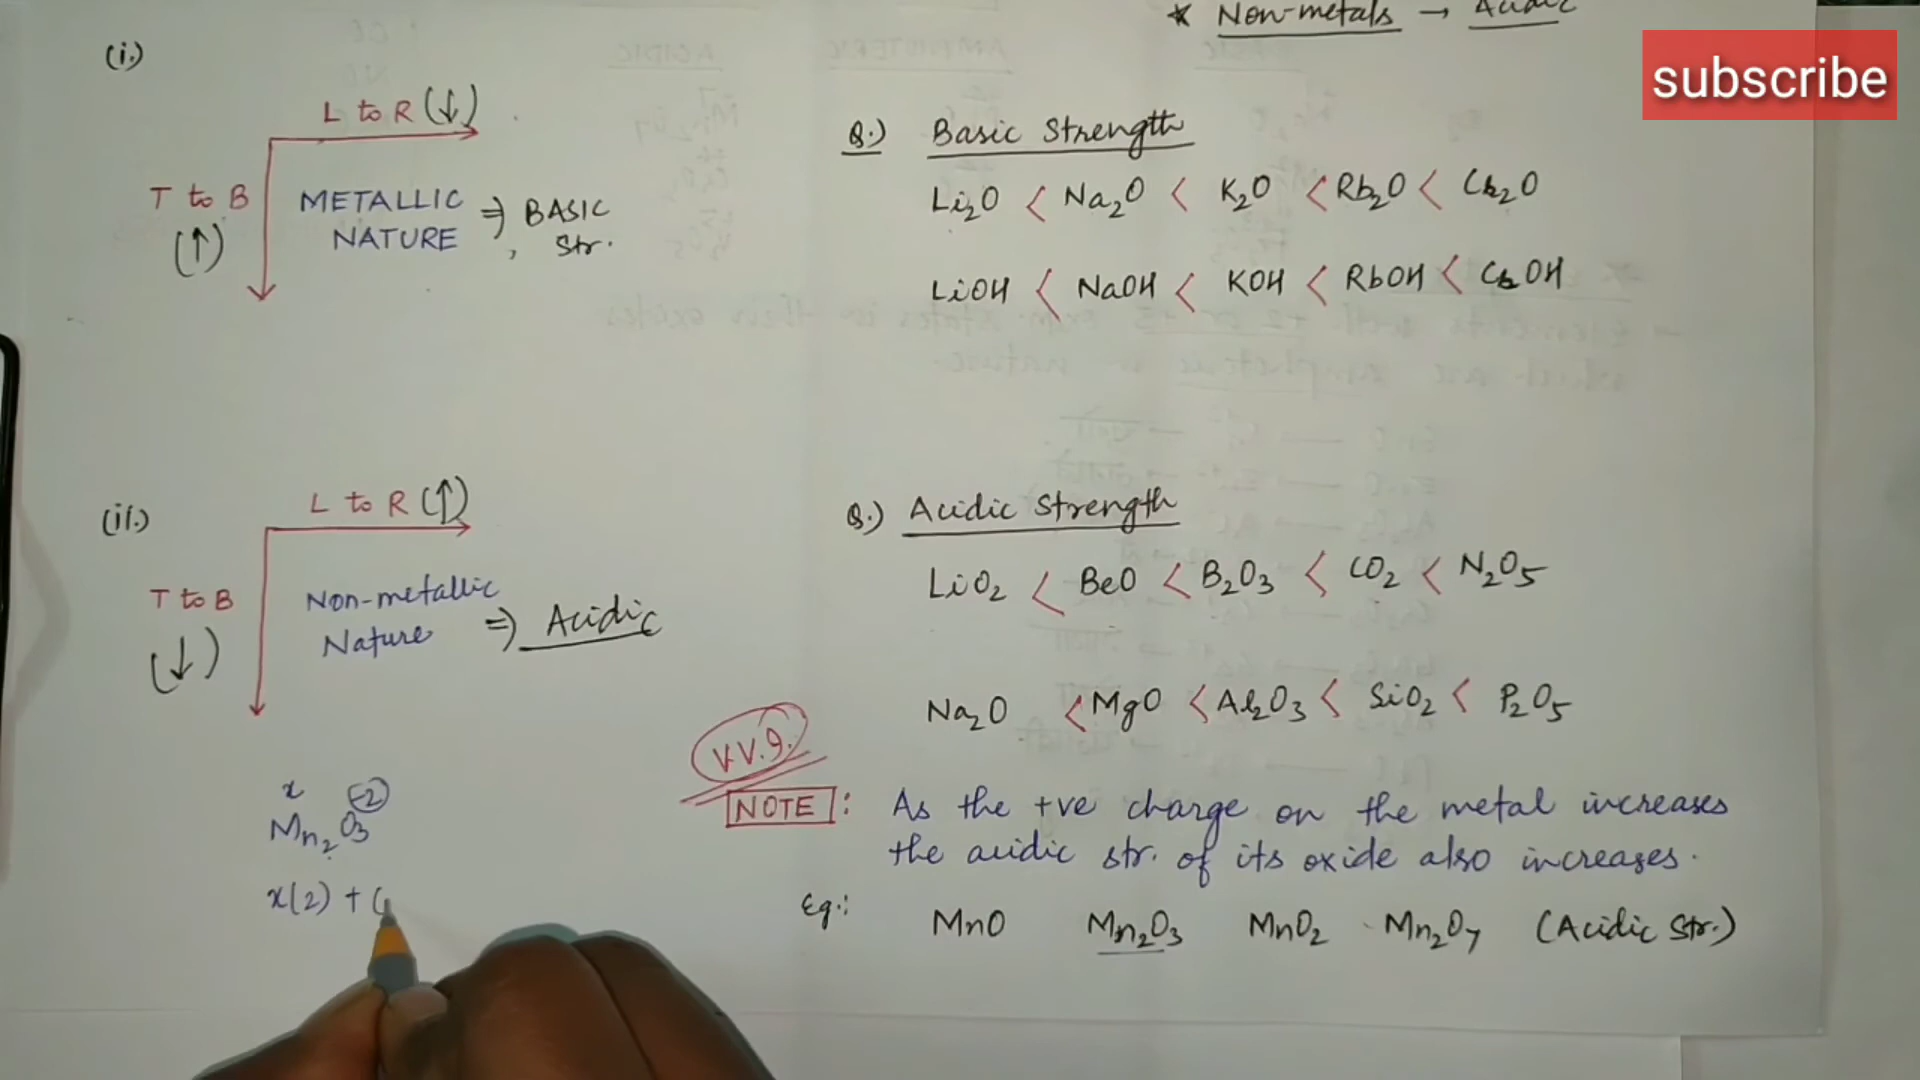 * Non-metals → Acidic
subscribe
(i.)
L to R (↓)
T to B
(↑)
METALLIC
NATURE
⇒ BASIC
Str.
Q.) Basic Strength
Li₂O < Na₂O < K₂O < Rb₂O < Cs₂O
LiOH < NaOH < KOH < RbOH < CsOH
(ii.)
L to R (↑)
T to B
(↓)
Non-metallic
Nature
⇒ Acidic
Q.) Acidic Strength
LiO₂ < BeO < B₂O₃ < CO₂ < N₂O₅
Na₂O < MgO < Al₂O₃ < SiO₂ < P₂O₅
V.V.I.
NOTE : As the +ve charge on the metal increases
the acidic str. of its oxide also increases.
Eg.: MnO Mn₂O₃ MnO₂ Mn₂O₇ (Acidic Str.)
x -2
Mn₂O₃
x(2) + (